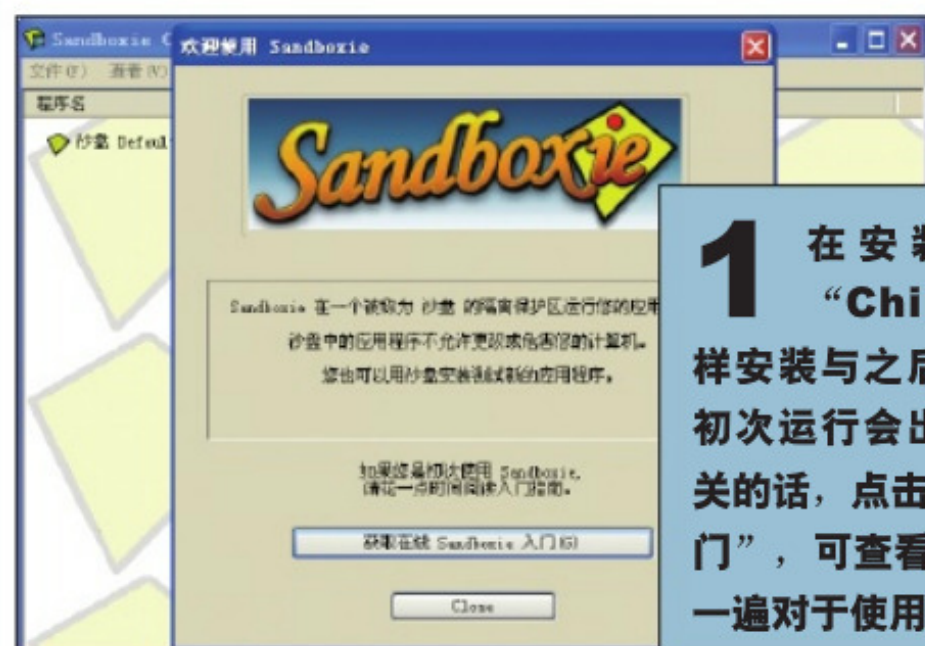 Sandboxie C
文件(F) 查看(V)
程序名
沙盘 Defaul
欢迎使用 Sandboxie
Sandboxie
Sandboxie 在一个被称为 沙盘 的隔离保护区运行您的应用
沙盘中的应用程序不允许更改或危害您的计算机。
您也可以用沙盘安装测试新的应用程序。
如果您是初次使用 Sandboxie,
请花一点时间阅读入门指南。
获取在线 Sandboxie 入门(G)
Close
1 在安装
“Chi
样安装与之后
初次运行会出
关的话，点击
门”，可查看
一遍对于使用